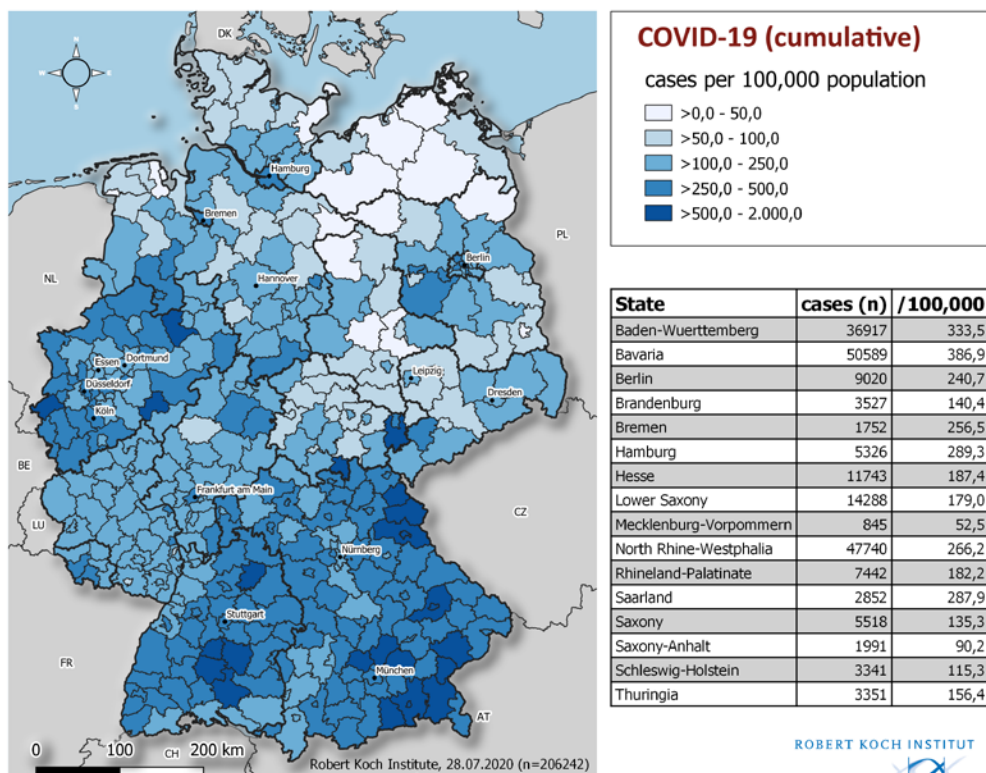 DK
Hamburg
Bremen
PL
Berlin
NL
Hannover
Essen
Dortmund
Düsseldorf
Leipzig
Dresden
Köln
BE
Frankfurt am Main
LU
CZ
Nürnberg
Stuttgart
FR
München
AT
CH
0 100 200 km
Robert Koch Institute, 28.07.2020 (n=206242)
COVID-19 (cumulative)
cases per 100,000 population
>0,0 - 50,0
>50,0 - 100,0
>100,0 - 250,0
>250,0 - 500,0
>500,0 - 2.000,0
State cases (n) /100,000
Baden-Wuerttemberg 36917 333,5
Bavaria 50589 386,9
Berlin 9020 240,7
Brandenburg 3527 140,4
Bremen 1752 256,5
Hamburg 5326 289,3
Hesse 11743 187,4
Lower Saxony 14288 179,0
Mecklenburg-Vorpommern 845 52,5
North Rhine-Westphalia 47740 266,2
Rhineland-Palatinate 7442 182,2
Saarland 2852 287,9
Saxony 5518 135,3
Saxony-Anhalt 1991 90,2
Schleswig-Holstein 3341 115,3
Thuringia 3351 156,4
ROBERT KOCH INSTITUT